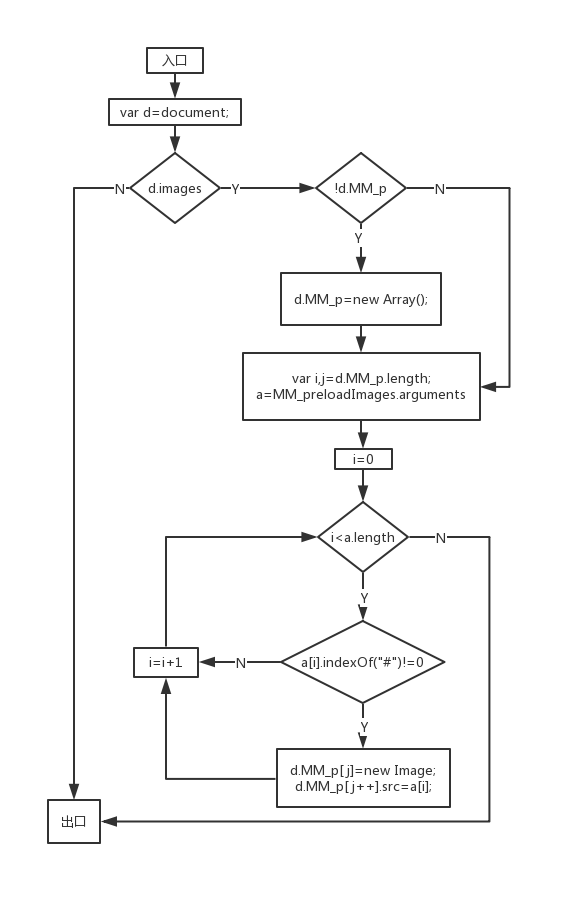 入口
var d=document;
d.images
N
Y
!d.MM_p
N
Y
d.MM_p=new Array();
var i,j=d.MM_p.length;
a=MM_preloadImages.arguments
i=0
i<a.length
N
Y
a[i].indexOf("#")!=0
N
i=i+1
Y
d.MM_p[j]=new Image;
d.MM_p[j++].src=a[i];
出口